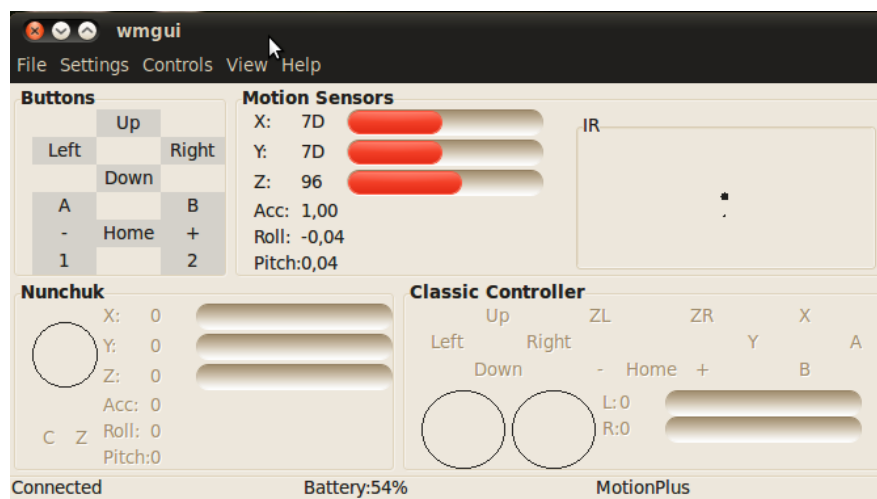 wmgui
File Settings Controls View Help
Buttons
Up
Left Right
Down
A B
- Home +
1 2
Motion Sensors
X: 7D
Y: 7D
Z: 96
Acc: 1,00
Roll: -0,04
Pitch:0,04
IR
Nunchuk
X: 0
Y: 0
Z: 0
Acc: 0
C Z Roll: 0
Pitch:0
Classic Controller
Up ZL ZR X
Left Right Y A
Down - Home + B
L:0
R:0
Connected Battery:54% MotionPlus